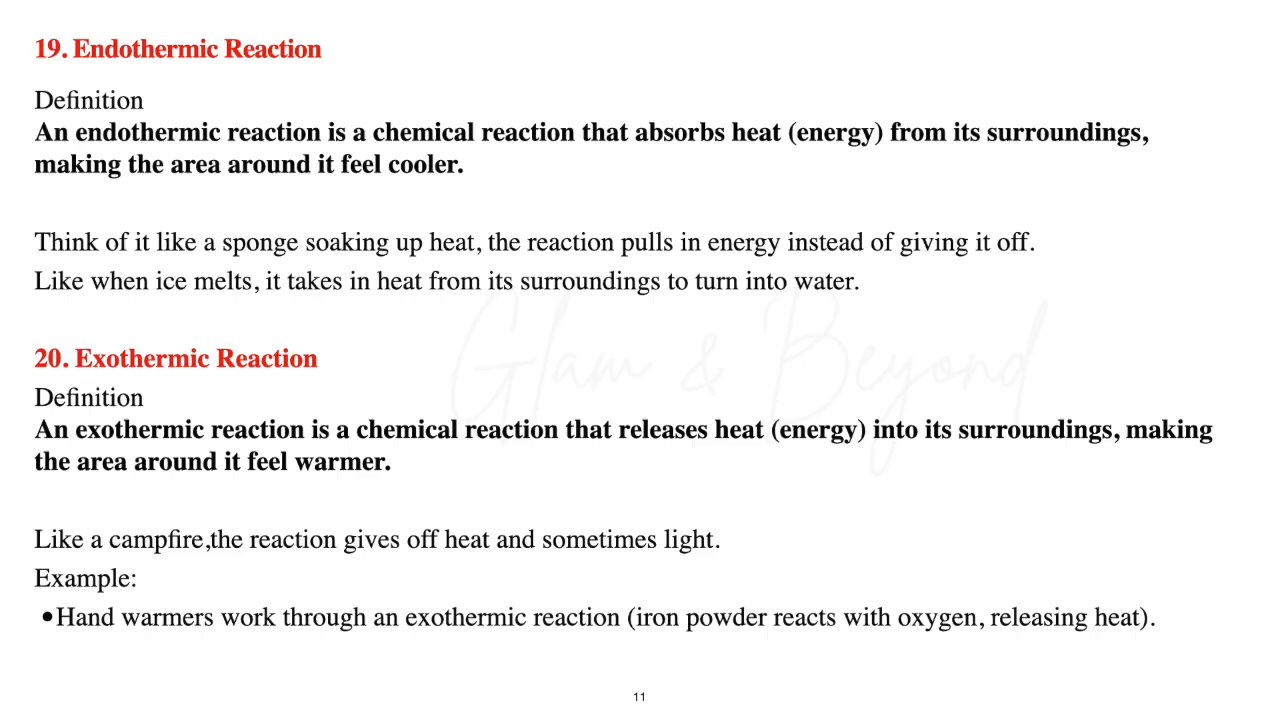 19. Endothermic Reaction
Definition
An endothermic reaction is a chemical reaction that absorbs heat (energy) from its surroundings,
making the area around it feel cooler.
Think of it like a sponge soaking up heat, the reaction pulls in energy instead of giving it off.
Like when ice melts, it takes in heat from its surroundings to turn into water.
Glam & Beyond
20. Exothermic Reaction
Definition
An exothermic reaction is a chemical reaction that releases heat (energy) into its surroundings, making
the area around it feel warmer.
Like a campfire,the reaction gives off heat and sometimes light.
Example:
•Hand warmers work through an exothermic reaction (iron powder reacts with oxygen, releasing heat).
11